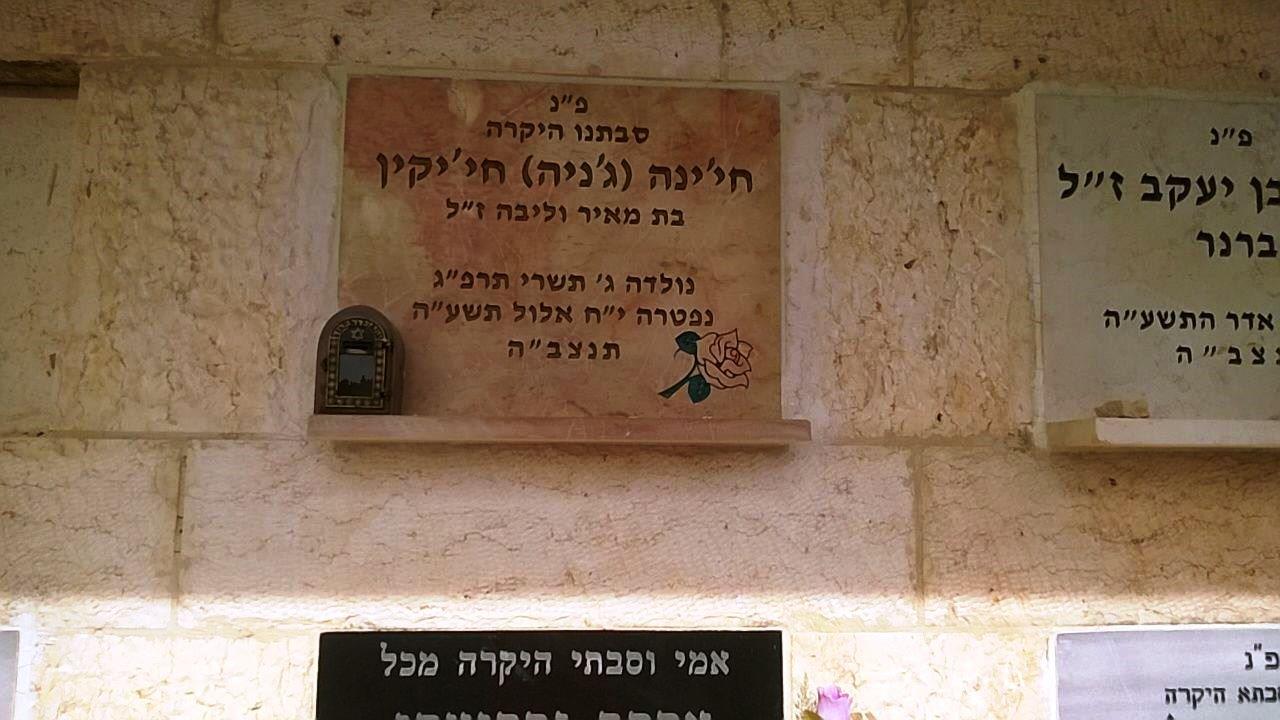 פ״נ
סבתנו היקרה
חי׳ינה (ג׳ניה) חי׳יקין
בת מאיר וליבה ז״ל
נולדה ג׳ תשרי תרפ״ג
נפטרה י״ח אלול תשע״ה
תנצב״ה
פ״נ
בן יעקב ז״ל
ברנר
אדר התשע״ה
אמי וסבתי היקרה מכל
פ"נ
היקרה